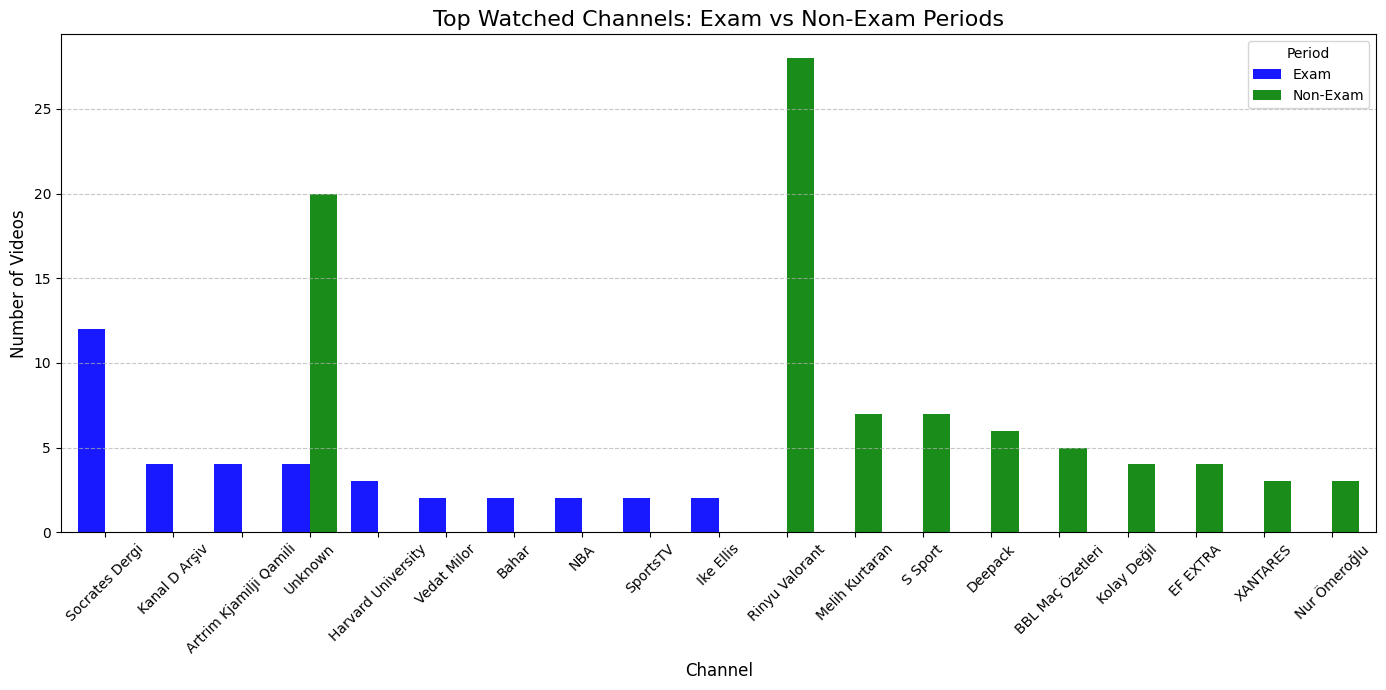 Top Watched Channels: Exam vs Non-Exam Periods
Period
Exam
Non-Exam
Number of Videos
25
20
15
10
5
0
Socrates Dergi
Kanal D Arşiv
Artrim Kjamilji Qamili
Unknown
Harvard University
Vedat Milor
Bahar
NBA
SportsTV
Ike Ellis
Rinyu Valorant
Melih Kurtaran
S Sport
Deepack
BBL Maç Özetleri
Kolay Değil
EF EXTRA
XANTARES
Nur Ömeroğlu
Channel